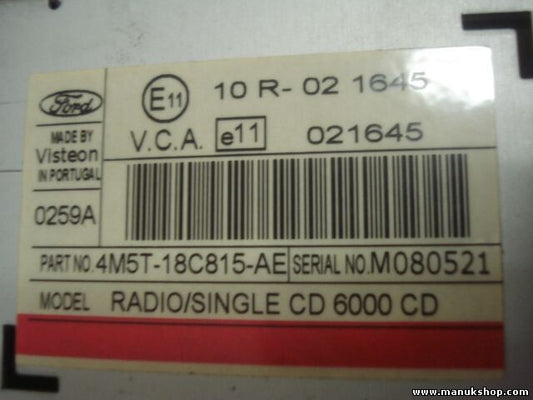 Ford
E11
10 R- 02 1645
MADE BY
Visteon
IN PORTUGAL
V.C.A. e11 021645
0259A
PART NO. 4M5T-18C815-AE SERIAL NO. M080521
MODEL RADIO/SINGLE CD 6000 CD
www.manukshop.com